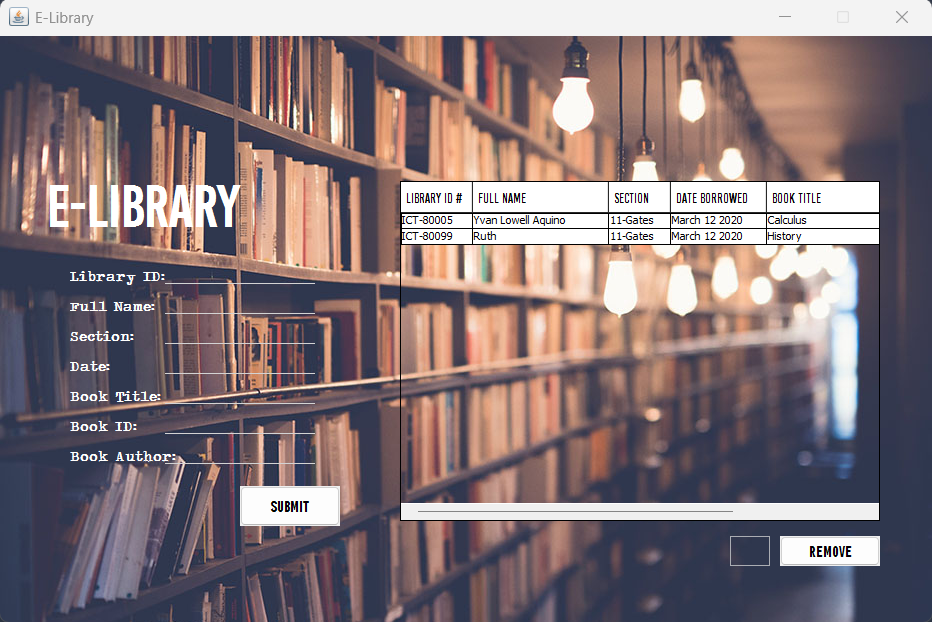 E-Library
E-LIBRARY
Library ID:
Full Name:
Section:
Date:
Book Title:
Book ID:
Book Author:
SUBMIT
LIBRARY ID # FULL NAME SECTION DATE BORROWED BOOK TITLE
ICT-80005 Yvan Lowell Aquino 11-Gates March 12 2020 Calculus
ICT-80099 Ruth 11-Gates March 12 2020 History
REMOVE